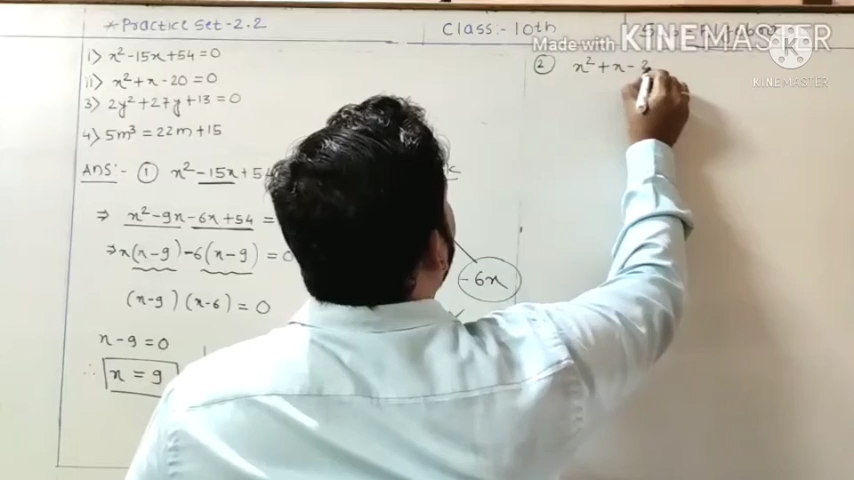 *Practice Set-2.2
Class:- 10th
Made with KINEMASTER
K
KINEMASTER
i> x²-15x+54=0
ii> x²+x-20=0
3> 2y²+27y+13=0
4> 5m³=22m+15
Ans:- ① x²-15x+54
⇒ x²-9x-6x+54=
⇒x(x-9)-6(x-9)=0
(x-9)(x-6)=0
x-9=0
∴ x=9
-6x
② x²+x-2